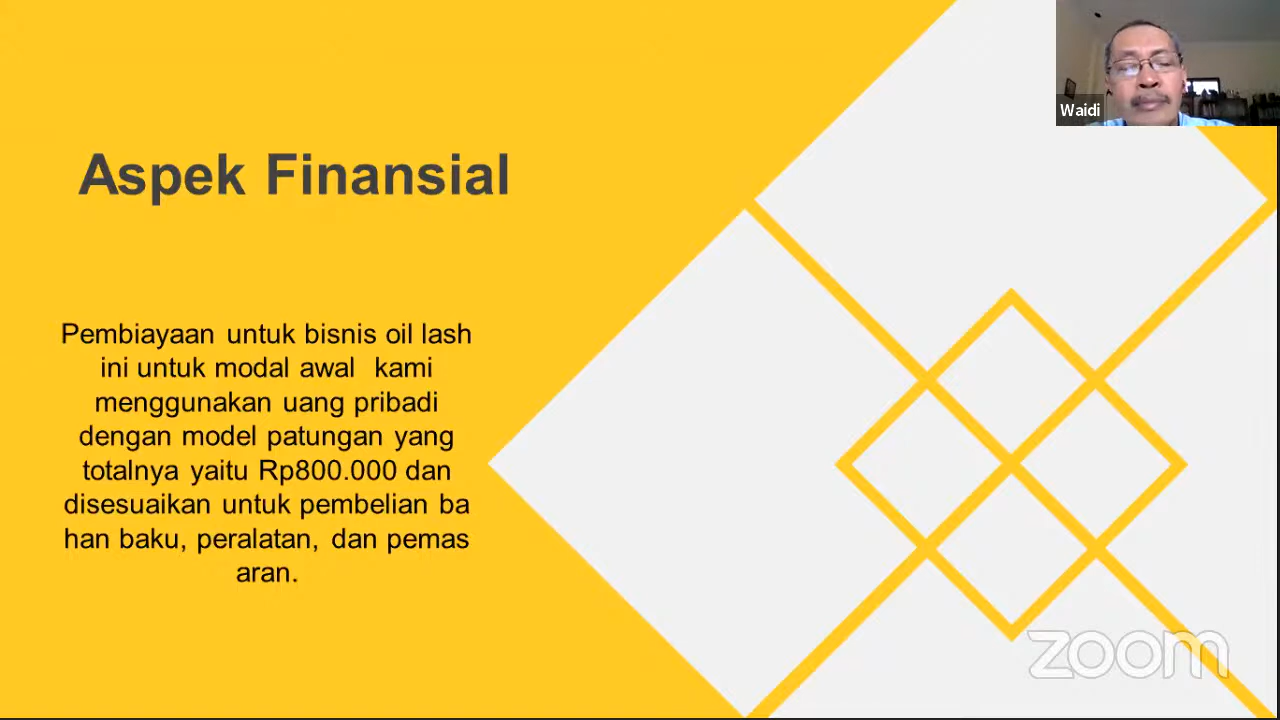 Waidi
Aspek Finansial
Pembiayaan untuk bisnis oil lash
ini untuk modal awal kami
menggunakan uang pribadi
dengan model patungan yang
totalnya yaitu Rp800.000 dan
disesuaikan untuk pembelian ba
han baku, peralatan, dan pemas
aran.
zoom